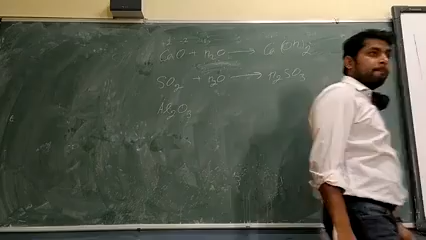 CaO + H₂O ⟶ Ca(OH)₂
SO₂ + H₂O ⟶ H₂SO₃
Al₂O₃